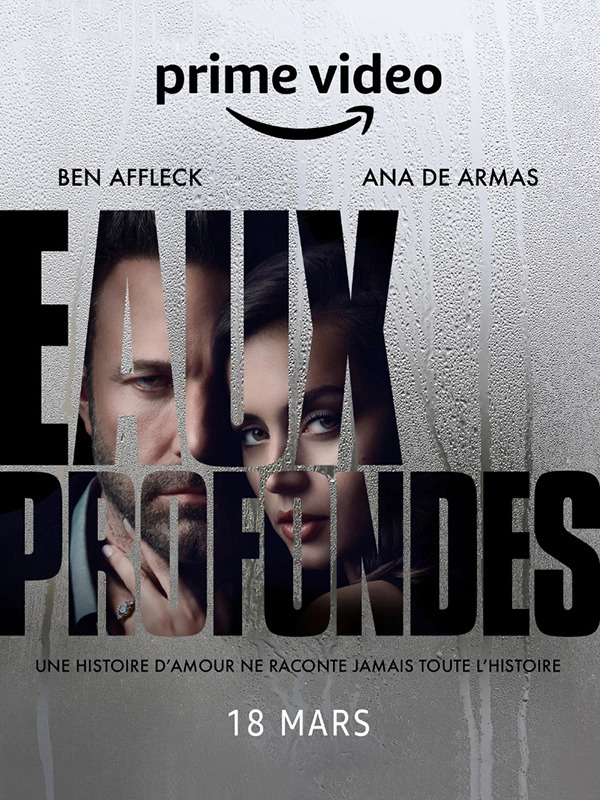 prime video
BEN AFFLECK ANA DE ARMAS
EAUX
PROFONDES
UNE HISTOIRE D'AMOUR NE RACONTE JAMAIS TOUTE L'HISTOIRE
18 MARS